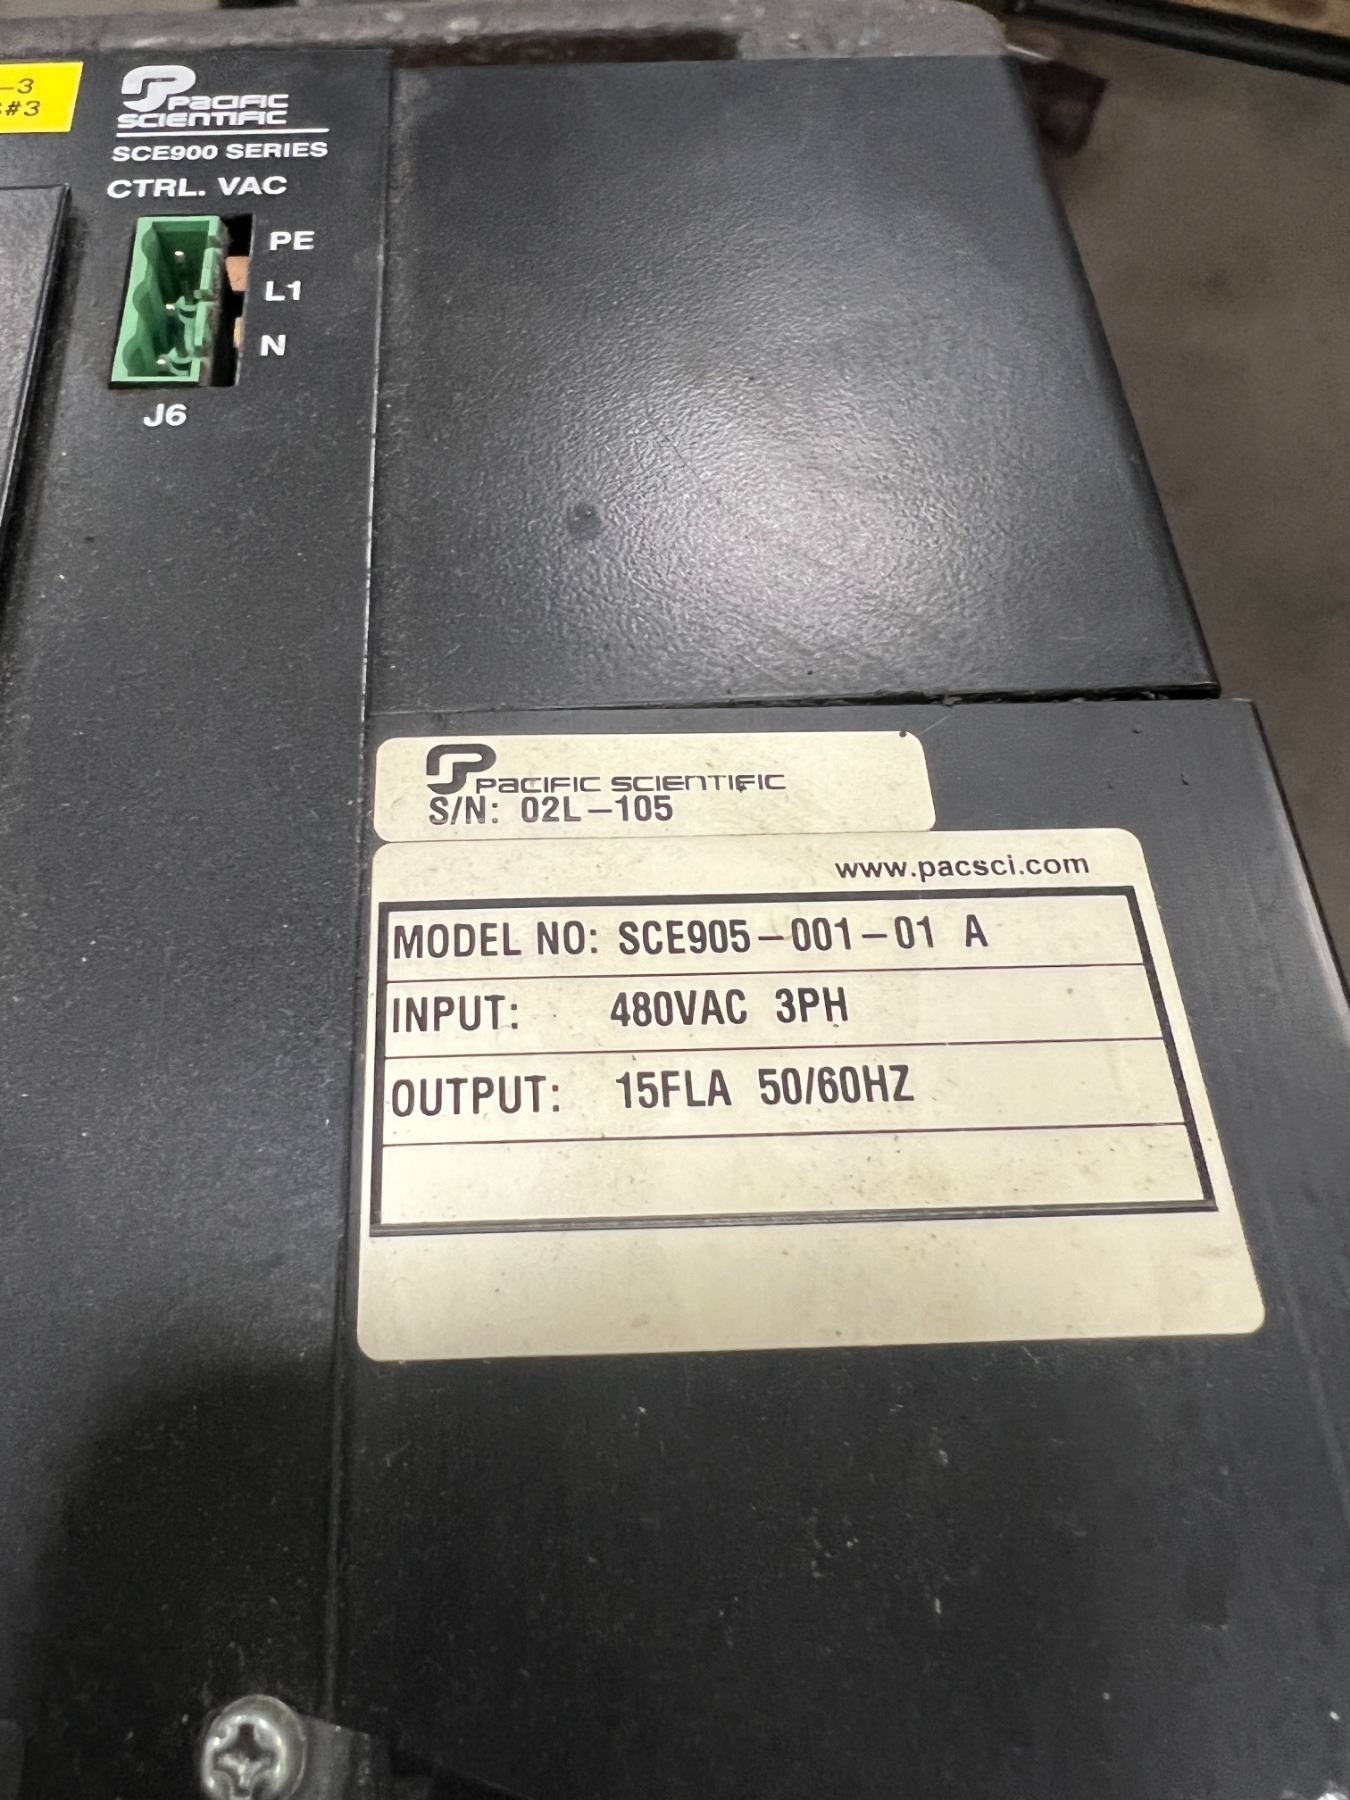 -3
#3
PACIFIC
SCIENTIFIC
SCE900 SERIES
CTRL. VAC
PE
L1
N
J6
PACIFIC SCIENTIFIC
S/N: 02L-105
www.pacsci.com
MODEL NO: SCE905-001-01 A
INPUT: 480VAC 3PH
OUTPUT: 15FLA 50/60HZ